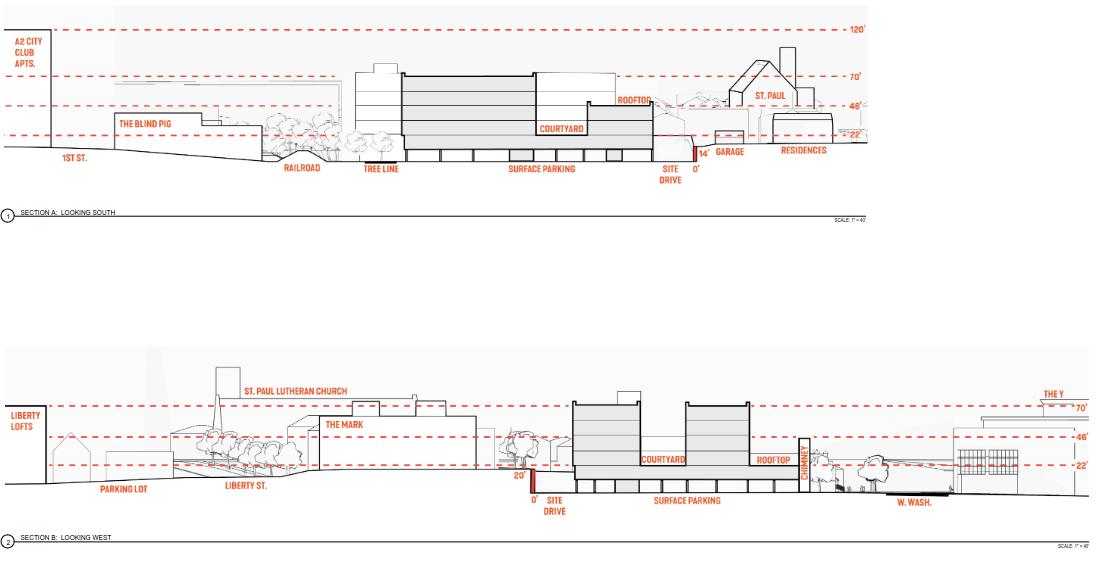 120'
A2 CITY
CLUB
APTS.
70'
ST. PAUL
ROOFTOP
48'
THE BLIND PIG
COURTYARD
22'
1ST ST.
14'
GARAGE
RESIDENCES
RAILROAD
TREE LINE
SURFACE PARKING
SITE
DRIVE
0'
1
SECTION A: LOOKING SOUTH
SCALE: 1" = 40'
ST. PAUL LUTHERAN CHURCH
THE Y
70'
LIBERTY
LOFTS
THE MARK
46'
COURTYARD
ROOFTOP
CHIMNEY
22'
20'
PARKING LOT
LIBERTY ST.
0'
SITE
DRIVE
SURFACE PARKING
W. WASH.
2
SECTION B: LOOKING WEST
SCALE: 1" = 40'